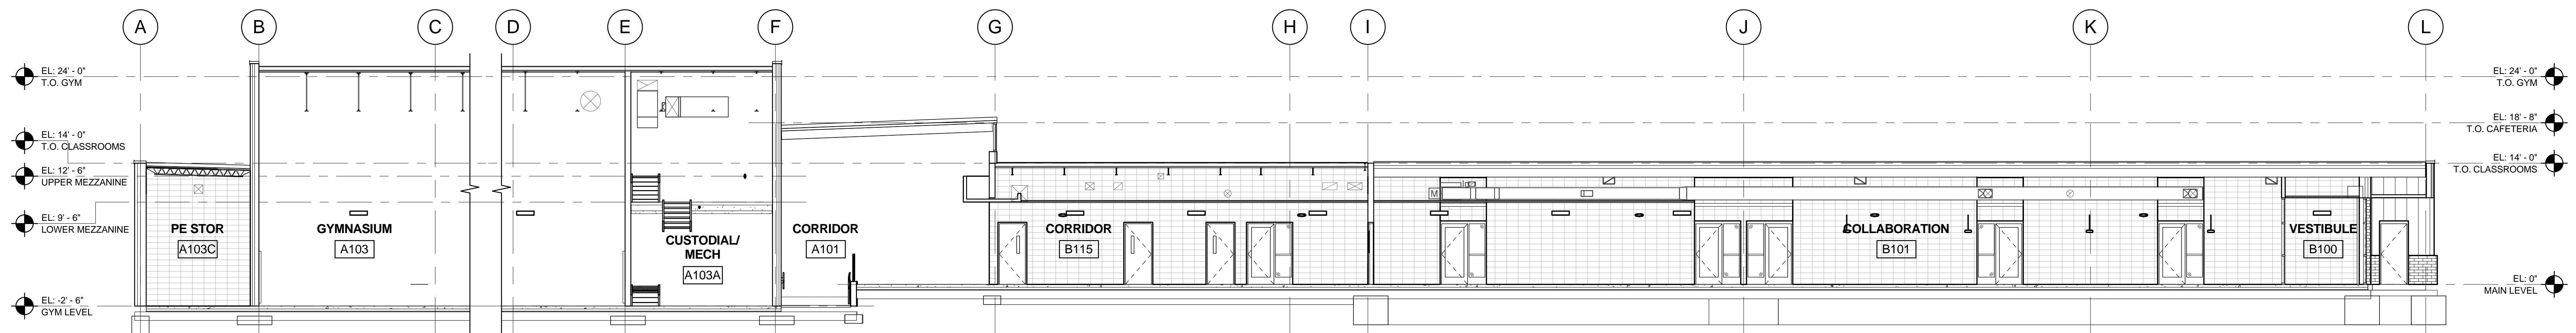 A B C D E F G H I J K L
EL: 24' - 0"
T.O. GYM
EL: 14' - 0"
T.O. CLASSROOMS
EL: 12' - 6"
UPPER MEZZANINE
EL: 9' - 6"
LOWER MEZZANINE
EL: -2' - 6"
GYM LEVEL
PE STOR
A103C
GYMNASIUM
A103
CUSTODIAL/
MECH
A103A
CORRIDOR
A101
CORRIDOR
B115
M
COLLABORATION
B101
VESTIBULE
B100
EL: 24' - 0"
T.O. GYM
EL: 18' - 8"
T.O. CAFETERIA
EL: 14' - 0"
T.O. CLASSROOMS
EL: 0"
MAIN LEVEL